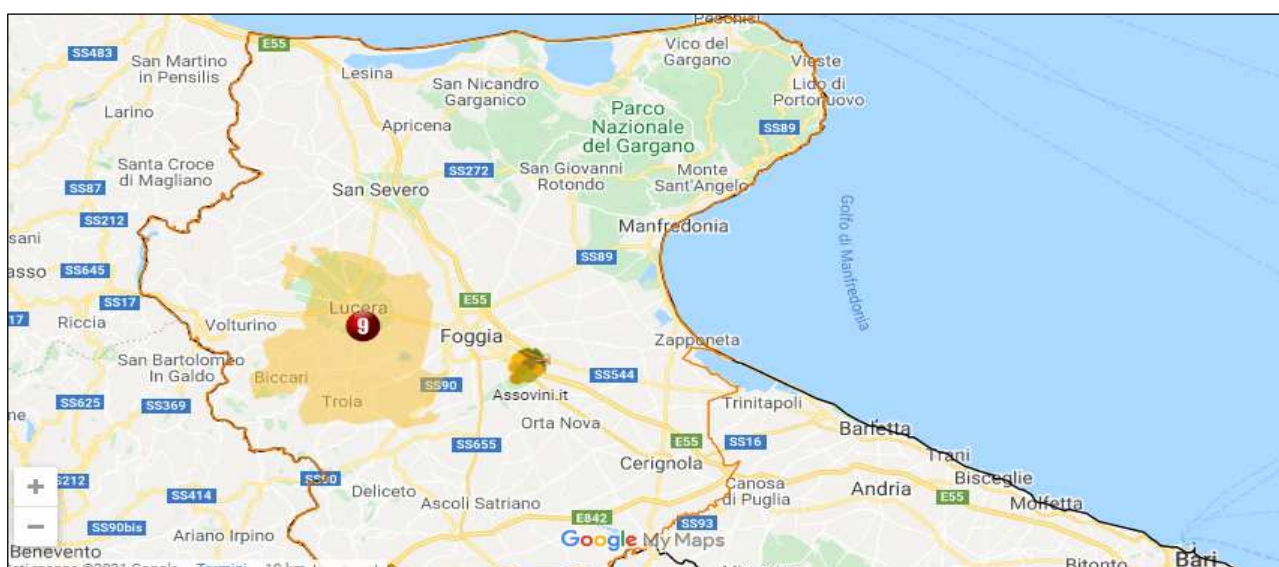 Peschici
SS483
E55
San Martino
in Pensilis
Lesina
Vico del
Gargano
Vieste
San Nicandro
Garganico
Lido di
Portonuovo
Larino
Apricena
Parco
Nazionale
del Gargano
SS89
Santa Croce
di Magliano
SS272
San Giovanni
Rotondo
Monte
Sant'Angelo
SS87
San Severo
SS212
Manfredonia
Golfo di Manfredonia
sani
SS89
asso
SS645
SS17
E55
Lucera
17
Riccia
Volturino
9
Foggia
Zapponeta
San Bartolomeo
In Galdo
Biccari
SS90
SS544
Troia
Assovini.it
SS625
SS369
Trinitapoli
ne
Orta Nova
Barletta
SS655
E55
SS16
Trani
Cerignola
Bisceglie
+
S212
SS90
Deliceto
Canosa
di Puglia
Andria
E55
Molfetta
SS414
Ascoli Satriano
−
SS90bis
Ariano Irpino
E842
SS93
Google My Maps
Benevento
Bitonto
Bari
Termini